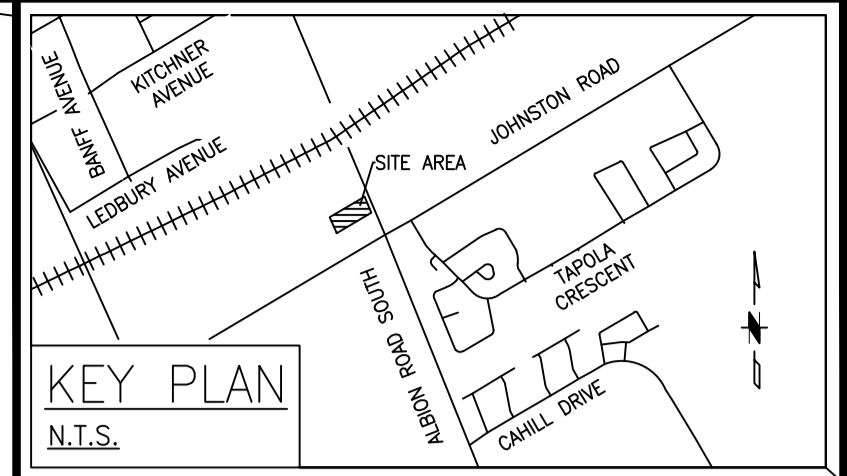 KITCHNER
AVENUE
BANFF AVENUE
LEDBURY AVENUE
JOHNSTON ROAD
SITE AREA
TAPOLA
CRESCENT
ALBION ROAD SOUTH
CAHILL DRIVE
KEY PLAN
N.T.S.